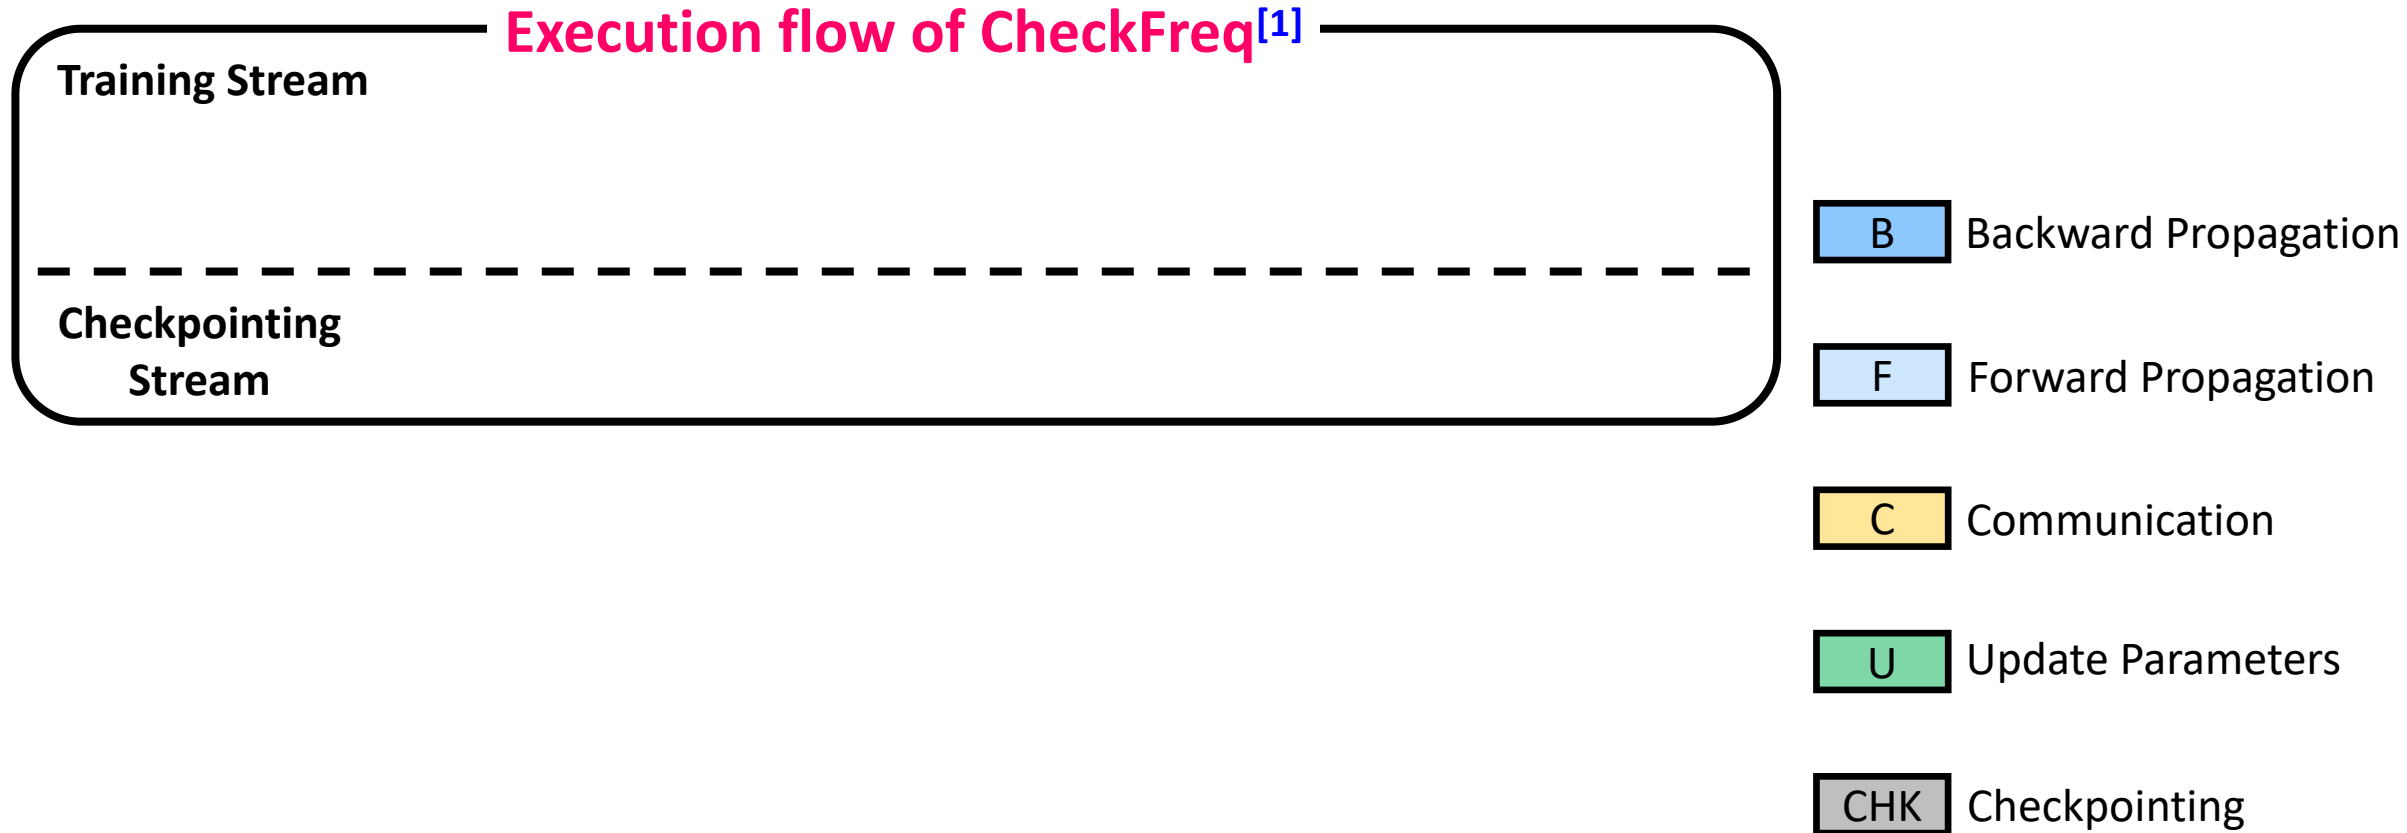 Execution flow of CheckFreq[1]
Training Stream
Checkpointing
Stream
B Backward Propagation
F Forward Propagation
C Communication
U Update Parameters
CHK Checkpointing